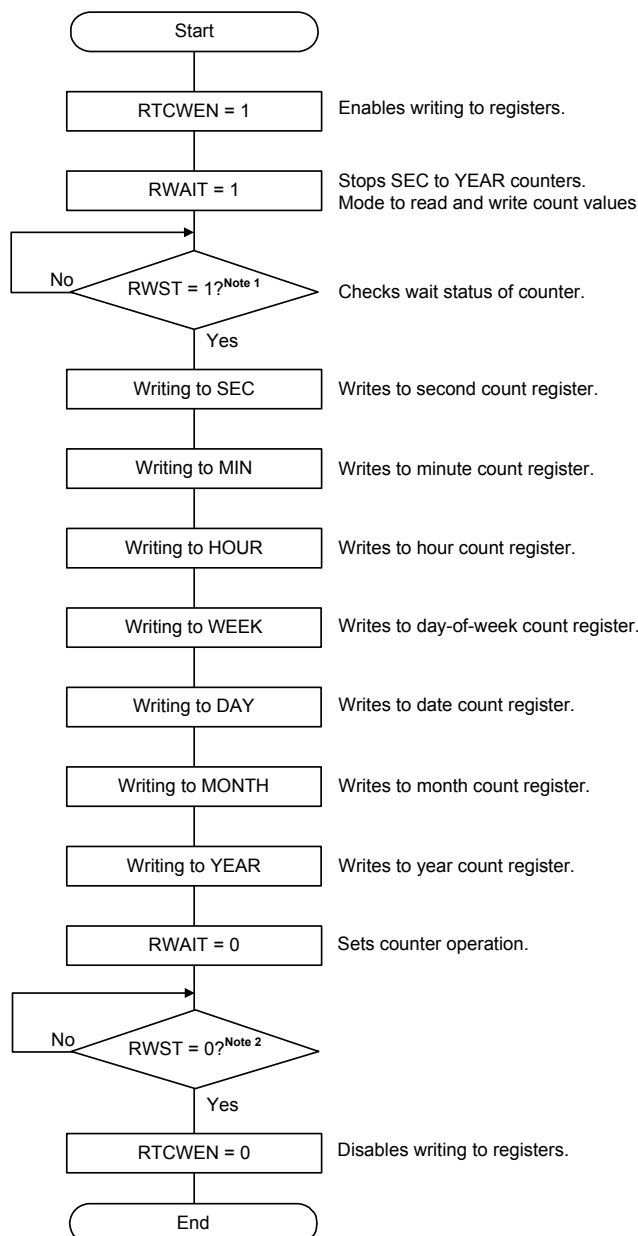 Start
RTCWEN = 1
Enables writing to registers.
RWAIT = 1
Stops SEC to YEAR counters.
Mode to read and write count values
No
RWST = 1?Note 1
Checks wait status of counter.
Yes
Writing to SEC
Writes to second count register.
Writing to MIN
Writes to minute count register.
Writing to HOUR
Writes to hour count register.
Writing to WEEK
Writes to day-of-week count register.
Writing to DAY
Writes to date count register.
Writing to MONTH
Writes to month count register.
Writing to YEAR
Writes to year count register.
RWAIT = 0
Sets counter operation.
No
RWST = 0?Note 2
Yes
RTCWEN = 0
Disables writing to registers.
End